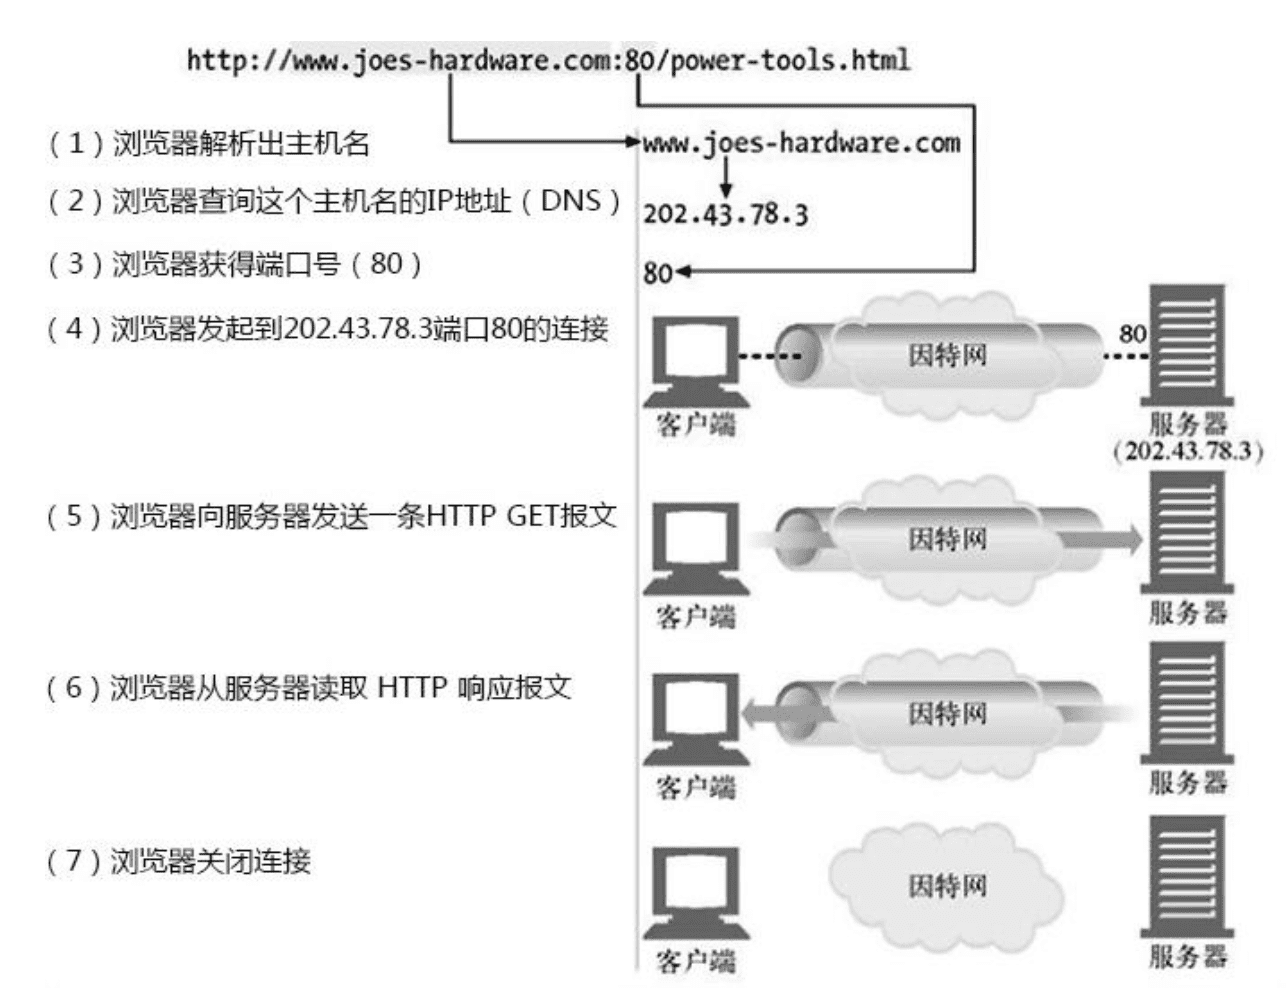 http://www.joes-hardware.com:80/power-tools.html
（1）浏览器解析出主机名
www.joes-hardware.com
（2）浏览器查询这个主机名的IP地址（DNS）
202.43.78.3
（3）浏览器获得端口号（80）
80
（4）浏览器发起到202.43.78.3端口80的连接
因特网
80
客户端
服务器
(202.43.78.3)
（5）浏览器向服务器发送一条HTTP GET报文
因特网
客户端
服务器
（6）浏览器从服务器读取 HTTP 响应报文
因特网
客户端
服务器
（7）浏览器关闭连接
因特网
客户端
服务器